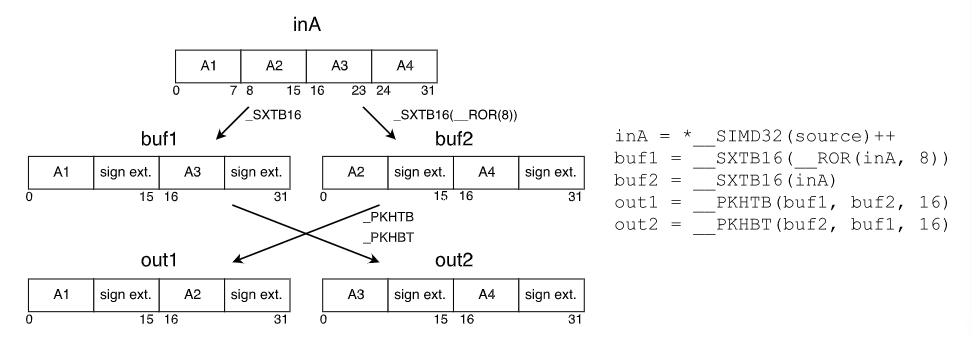 inA
A1 A2 A3 A4
0 7 8 15 16 23 24 31
_SXTB16 _SXTB16(__ROR(8))
buf1 buf2
A1 sign ext. A3 sign ext. A2 sign ext. A4 sign ext.
0 15 16 31 0 15 16 31
_PKHTB
_PKHBT
out1 out2
A1 sign ext. A2 sign ext. A3 sign ext. A4 sign ext.
0 15 16 31 0 15 16 31
inA = *__SIMD32(source)++
buf1 = __SXTB16(__ROR(inA, 8))
buf2 = __SXTB16(inA)
out1 = __PKHTB(buf1, buf2, 16)
out2 = __PKHBT(buf2, buf1, 16)